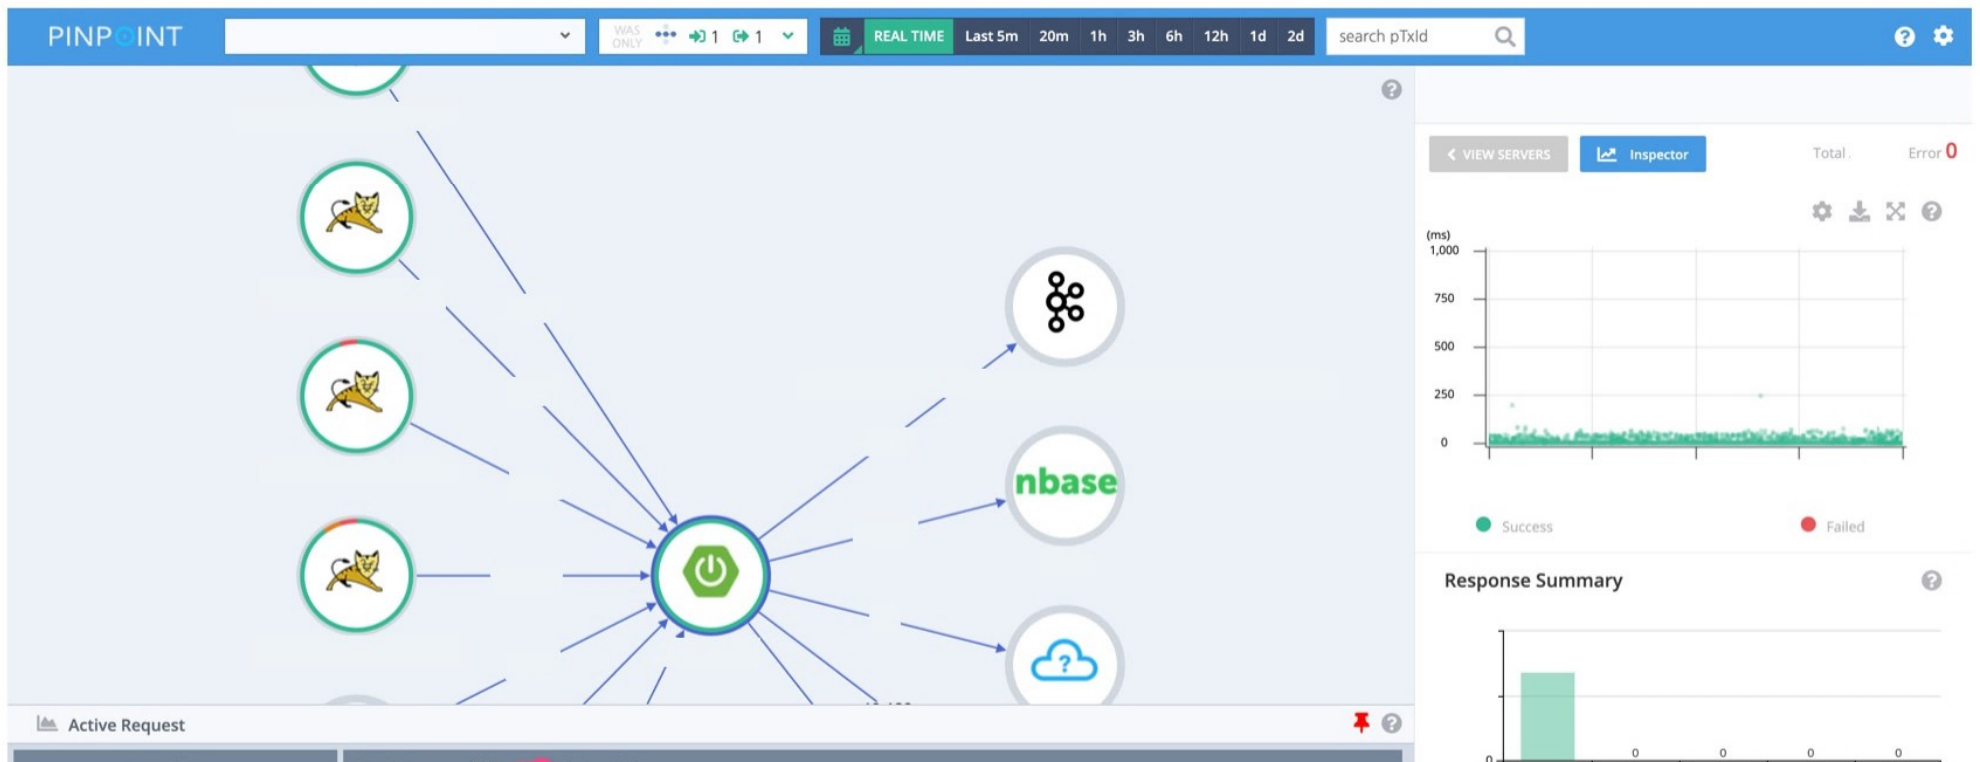 PINPOINT
WAS ONLY
1
1
REAL TIME
Last 5m
20m
1h
3h
6h
12h
1d
2d
search pTxId
VIEW SERVERS
Inspector
Total
Error 0
(ms)
1,000
750
500
250
0
Success
Failed
nbase
?
Response Summary
0
0
0
0
0
Active Request